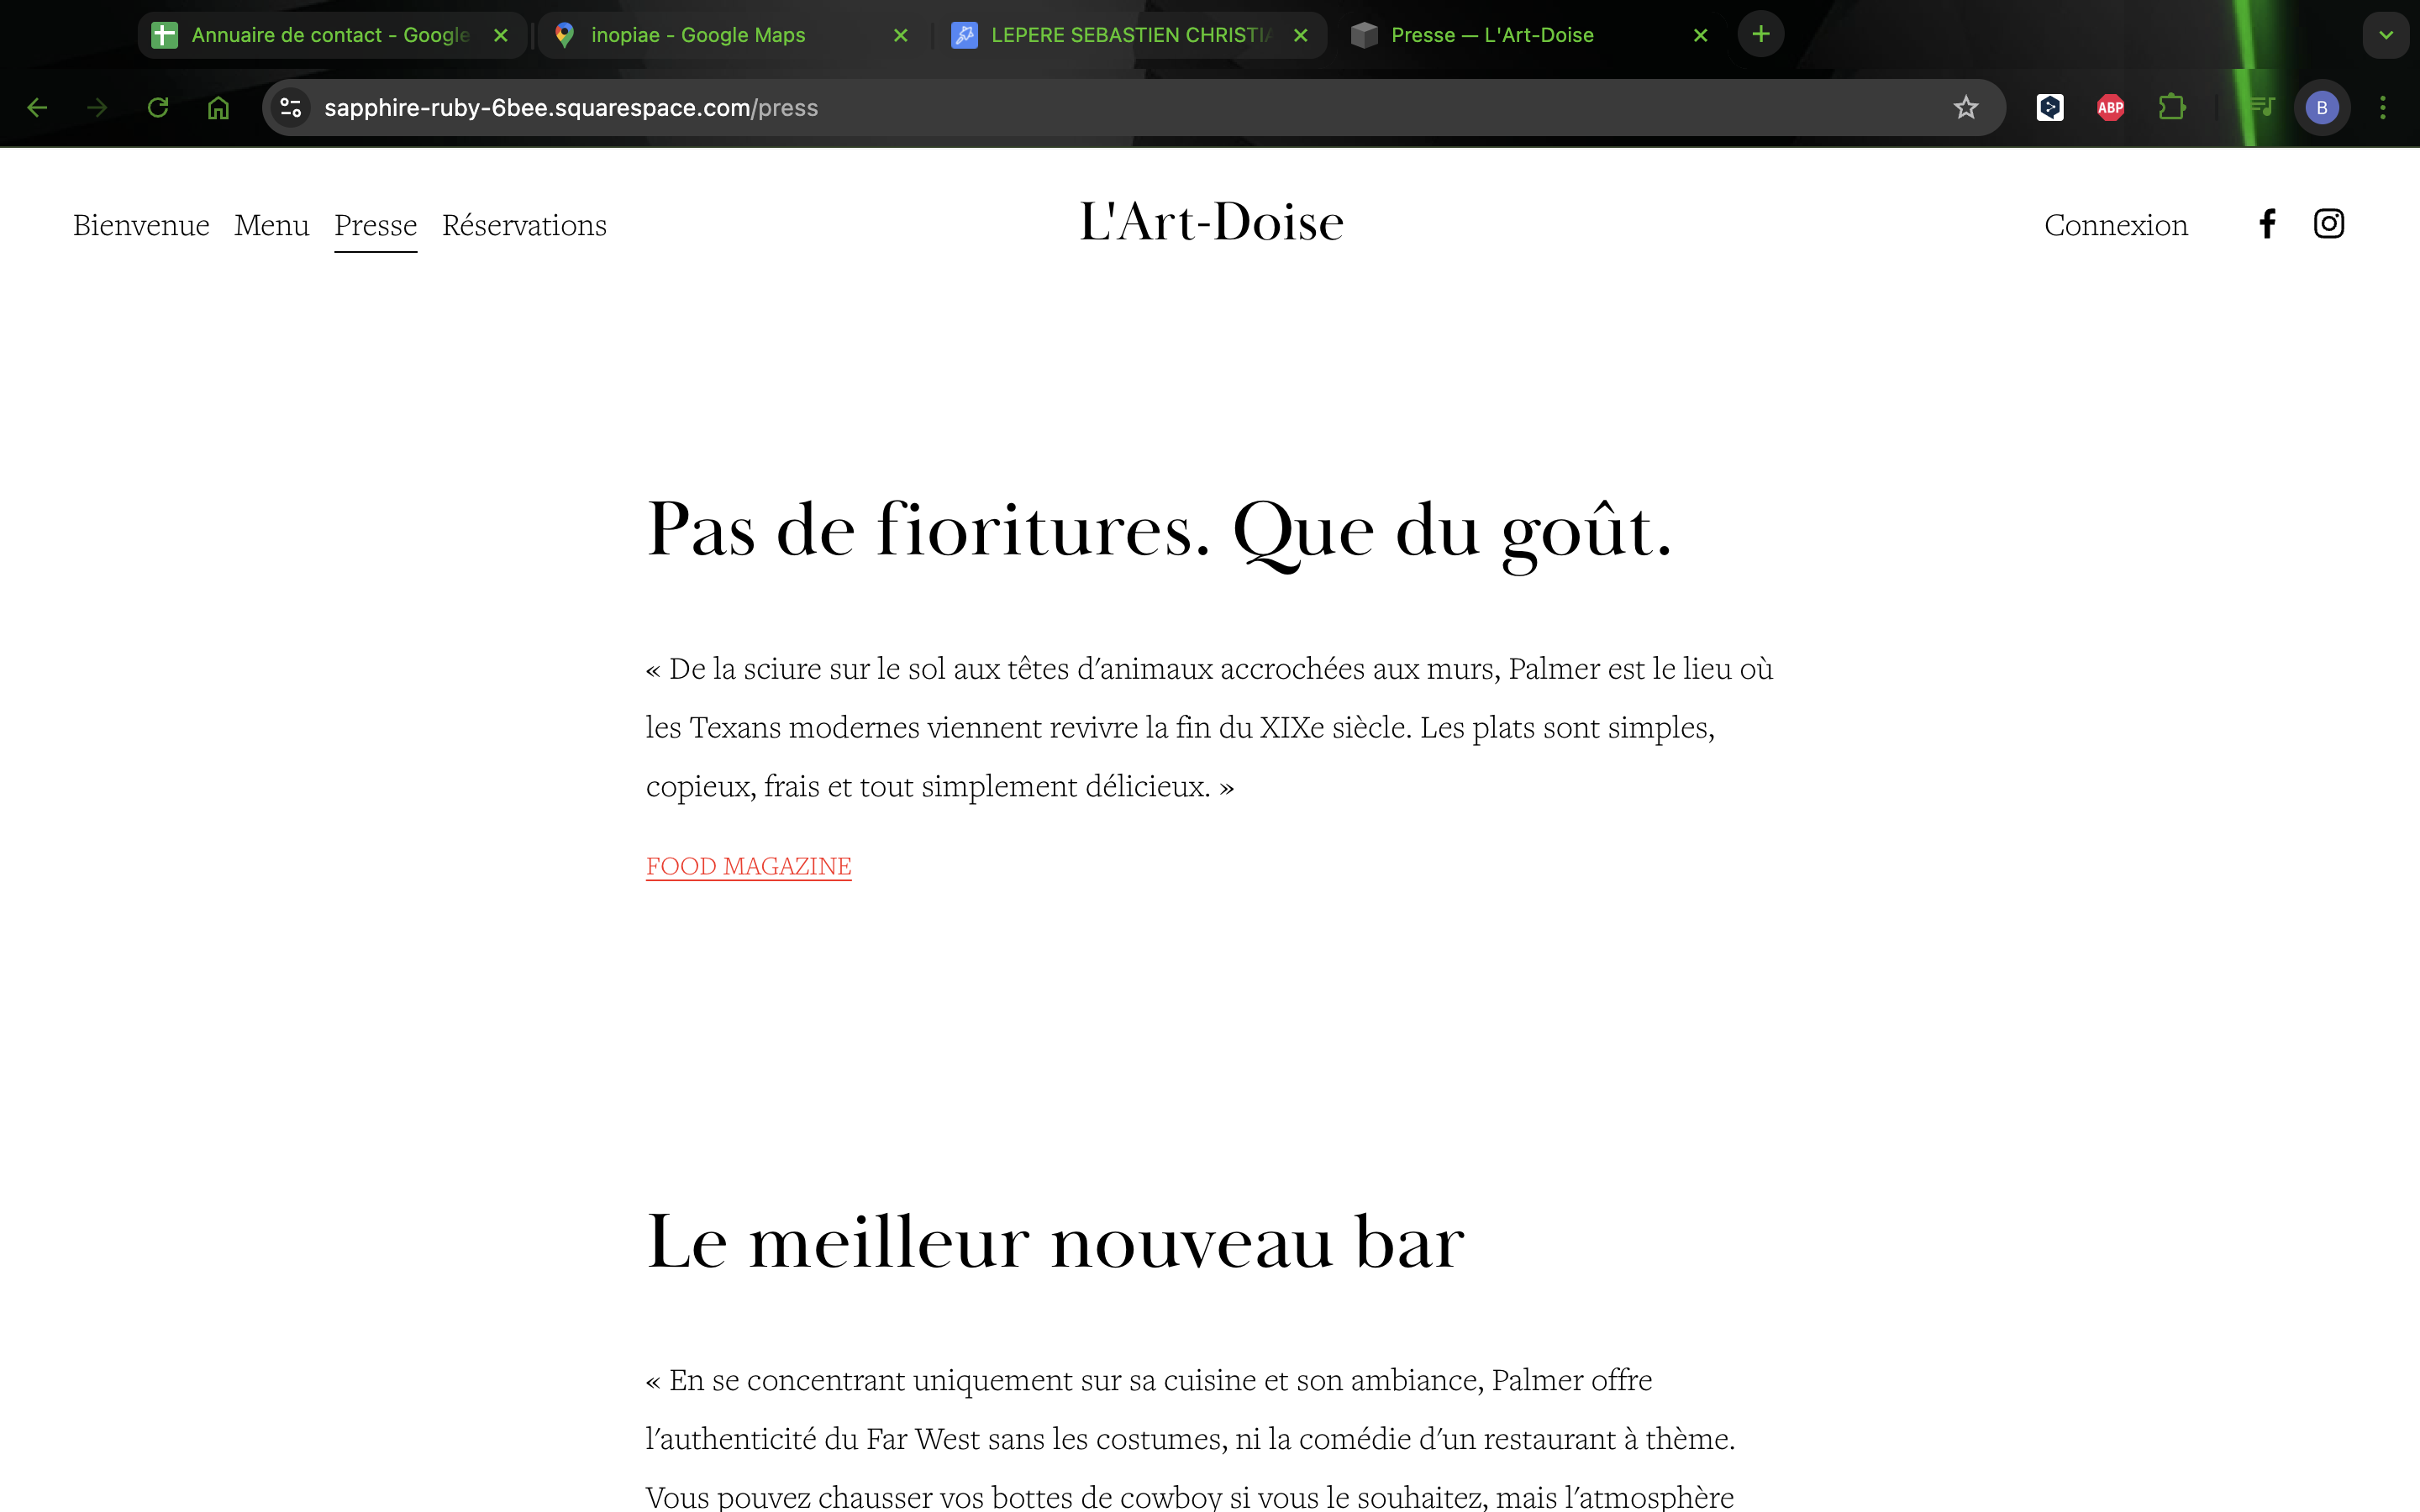 Annuaire de contact - Google
inopiae - Google Maps
LEPERE SEBASTIEN CHRISTIA
Presse — L'Art-Doise
sapphire-ruby-6bee.squarespace.com/press
ABP
B
Bienvenue Menu Presse Réservations
L'Art-Doise
Connexion
Pas de fioritures. Que du goût.
« De la sciure sur le sol aux têtes d’animaux accrochées aux murs, Palmer est le lieu où
les Texans modernes viennent revivre la fin du XIXe siècle. Les plats sont simples,
copieux, frais et tout simplement délicieux. »
FOOD MAGAZINE
Le meilleur nouveau bar
« En se concentrant uniquement sur sa cuisine et son ambiance, Palmer offre
l’authenticité du Far West sans les costumes, ni la comédie d’un restaurant à thème.
Vous pouvez chausser vos bottes de cowboy si vous le souhaitez, mais l’atmosphère